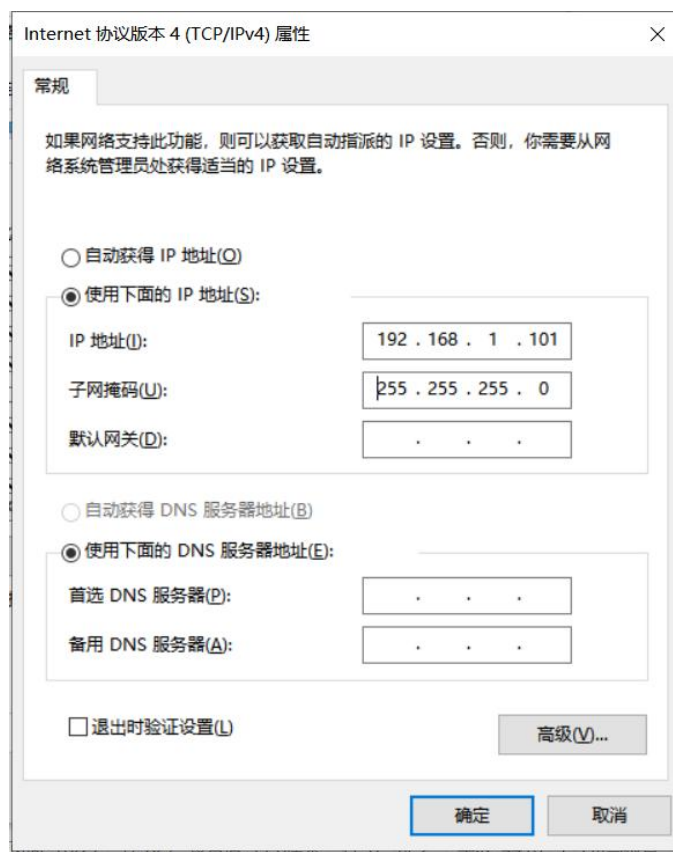 Internet 协议版本 4 (TCP/IPv4) 属性
常规
如果网络支持此功能，则可以获取自动指派的 IP 设置。否则，你需要从网
络系统管理员处获得适当的 IP 设置。
自动获得 IP 地址(O)
使用下面的 IP 地址(S):
IP 地址(I): 192 . 168 . 1 . 101
子网掩码(U): 255 . 255 . 255 . 0
默认网关(D): . . .
自动获得 DNS 服务器地址(B)
使用下面的 DNS 服务器地址(E):
首选 DNS 服务器(P): . . .
备用 DNS 服务器(A): . . .
退出时验证设置(L)
高级(V)...
确定 取消